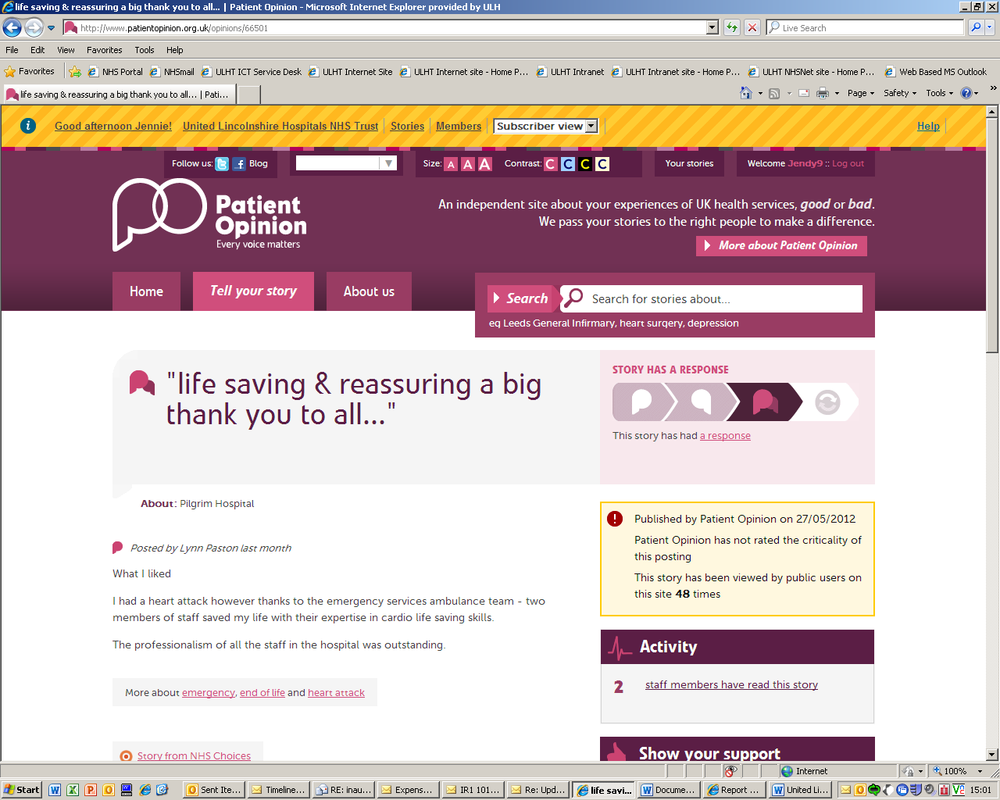 life saving & reassuring a big thank you to all... | Patient Opinion - Microsoft Internet Explorer provided by ULH
http://www.patientopinion.org.uk/opinions/66501
Live Search
File Edit View Favorites Tools Help
Favorites NHS Portal NHSmail ULHT ICT Service Desk ULHT Internet Site ULHT Internet site - Home P... ULHT Intranet ULHT Intranet site - Home P... ULHT NHSNet site - Home P... Web Based MS Outlook
life saving & reassuring a big thank you to all... | Pati... Page Safety Tools
Good afternoon Jennie! United Lincolnshire Hospitals NHS Trust Stories Members Subscriber view Help
Follow us: Blog Size: A A A Contrast: C C C C Your stories Welcome Jendy9 :: Log out
Patient
Opinion
Every voice matters
An independent site about your experiences of UK health services, good or bad.
We pass your stories to the right people to make a difference.
More about Patient Opinion
Home Tell your story About us
Search Search for stories about...
eg Leeds General Infirmary, heart surgery, depression
"life saving & reassuring a big
thank you to all..."
STORY HAS A RESPONSE
This story has had a response
About: Pilgrim Hospital
Posted by Lynn Paston last month
What I liked
I had a heart attack however thanks to the emergency services ambulance team - two
members of staff saved my life with their expertise in cardio life saving skills.
The professionalism of all the staff in the hospital was outstanding.
More about emergency, end of life and heart attack
Story from NHS Choices
Published by Patient Opinion on 27/05/2012
Patient Opinion has not rated the criticality of
this posting
This story has been viewed by public users on
this site 48 times
Activity
2 staff members have read this story
Show your support
Internet 100%
Start Sent Ite... Timeline... RE: inau... Expens... IR1 101... Re: Upd... life savi... Docume... Report ... United Li... 15:01